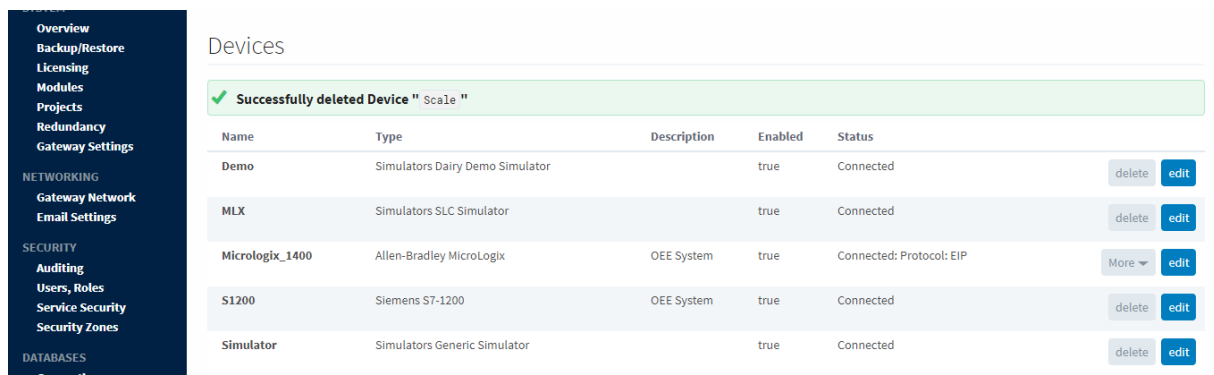 Overview
Backup/Restore
Licensing
Modules
Projects
Redundancy
Gateway Settings
NETWORKING
Gateway Network
Email Settings
SECURITY
Auditing
Users, Roles
Service Security
Security Zones
DATABASES
Devices
Successfully deleted Device " Scale "
Name Type Description Enabled Status
Demo Simulators Dairy Demo Simulator true Connected delete edit
MLX Simulators SLC Simulator true Connected delete edit
Micrologix_1400 Allen-Bradley MicroLogix OEE System true Connected: Protocol: EIP More edit
S1200 Siemens S7-1200 OEE System true Connected delete edit
Simulator Simulators Generic Simulator true Connected delete edit